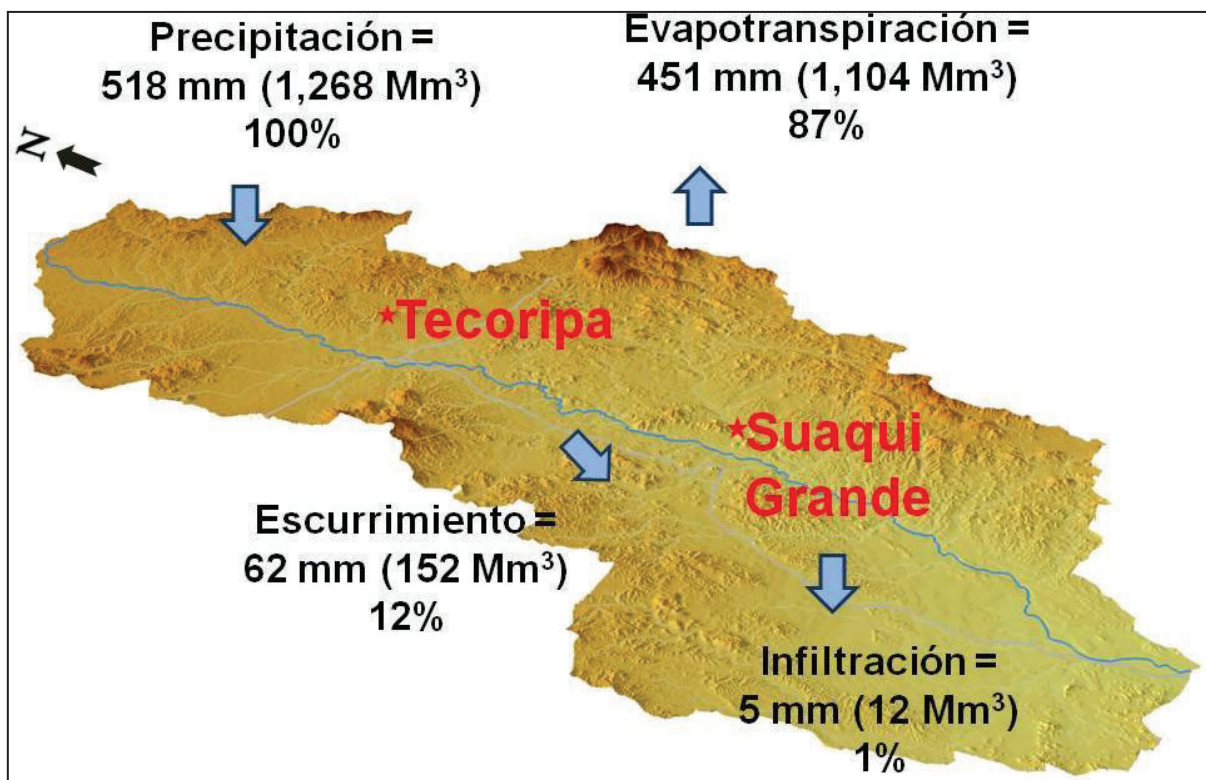 Precipitación =
518 mm (1,268 Mm³)
100%
Evapotranspiración =
451 mm (1,104 Mm³)
87%
N
Tecoripa
Suaqui
Grande
Escurrimiento =
62 mm (152 Mm³)
12%
Infiltración =
5 mm (12 Mm³)
1%